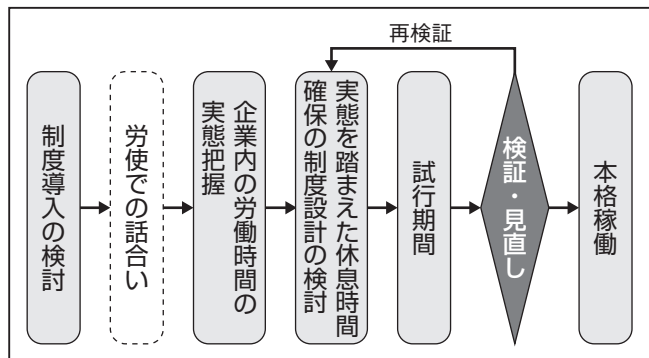 再検証
制度導入の検討
労使での話合い
企業内の労働時間の
実態把握
実態を踏まえた休息時間
確保の制度設計の検討
試行期間
検証・見直し
本格稼働